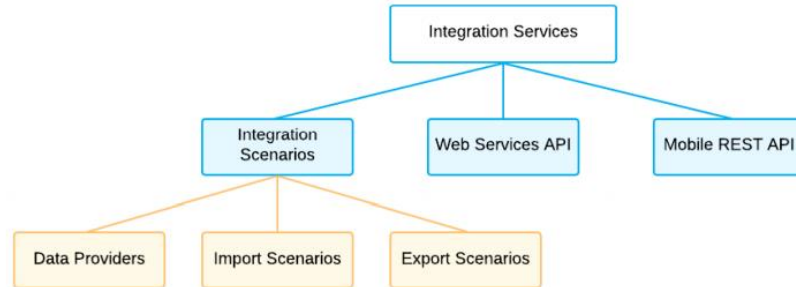 Integration Services
Integration
Scenarios
Web Services API
Mobile REST API
Data Providers
Import Scenarios
Export Scenarios